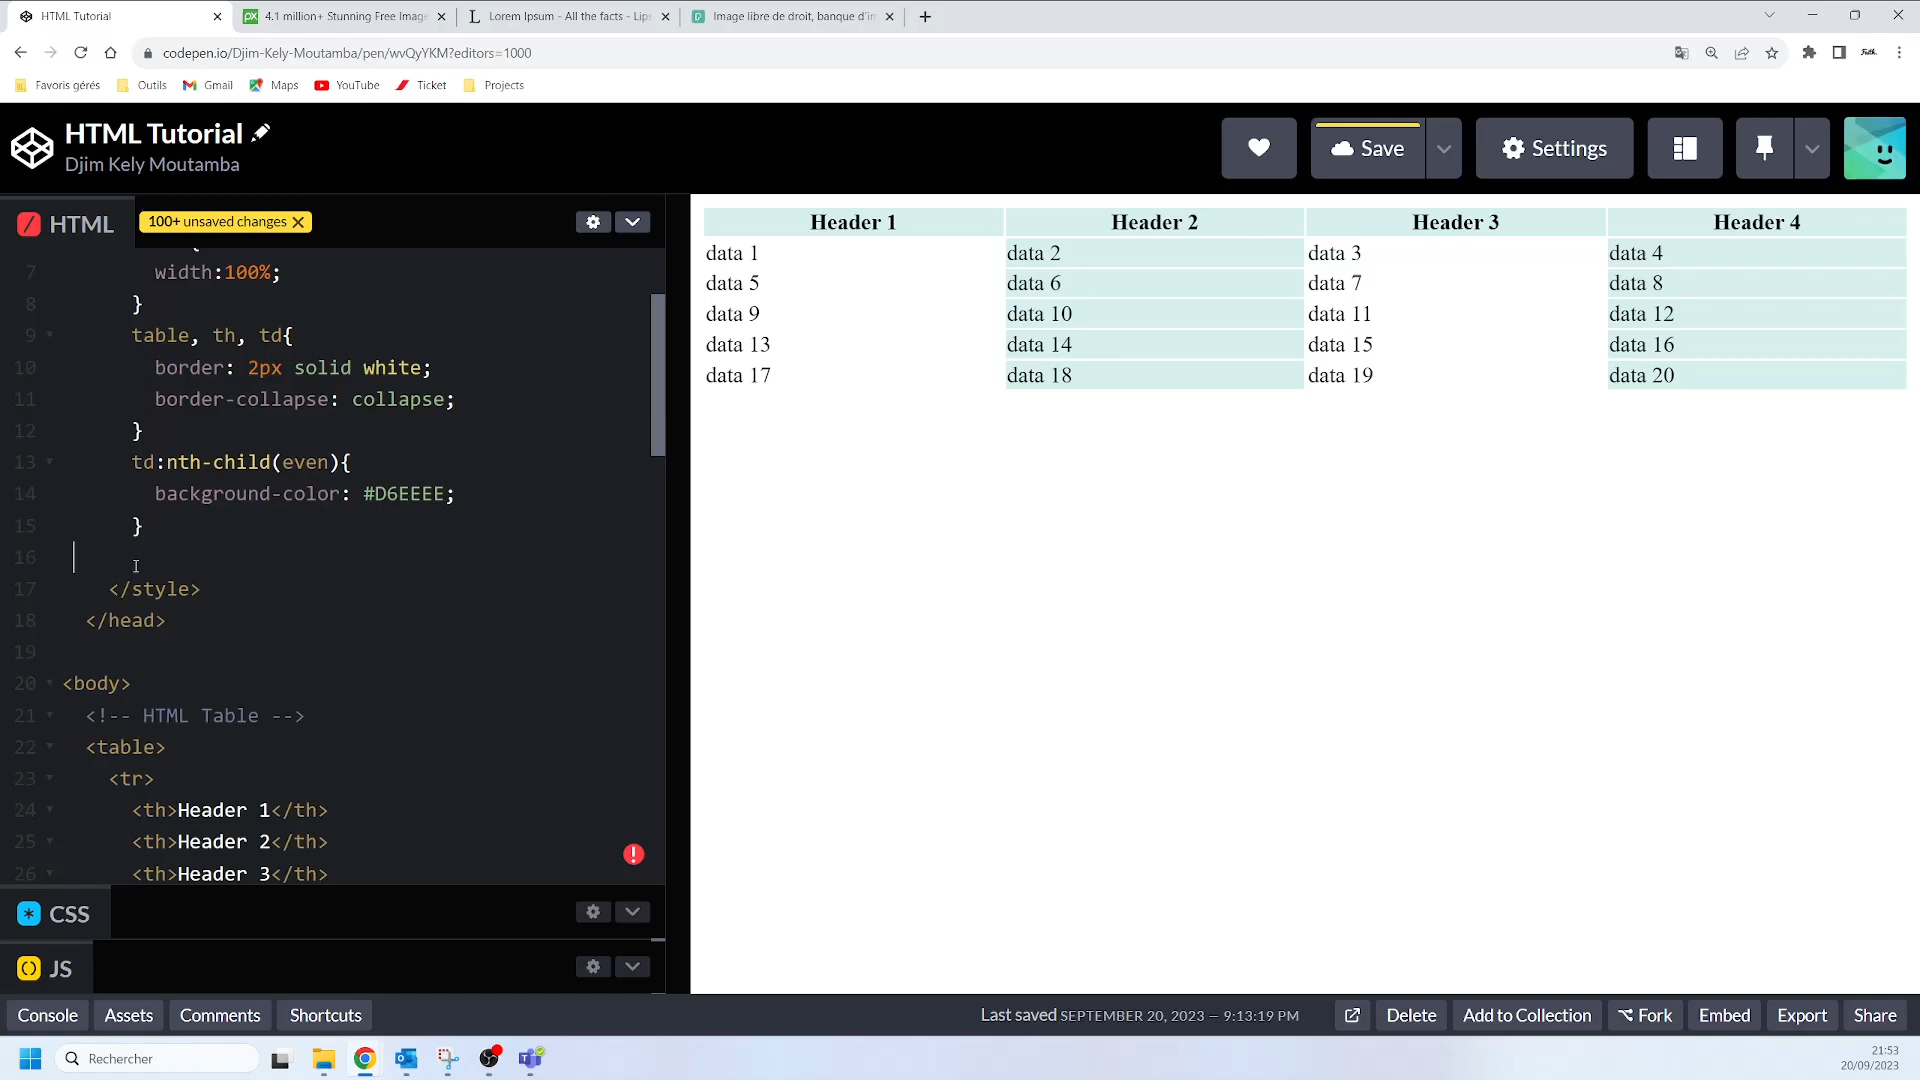 HTML Tutorial
4.1 million+ Stunning Free Image
Lorem Ipsum - All the facts - Lips
Image libre de droit, banque d'im
codepen.io/Djim-Kely-Moutamba/pen/wvQyYKM?editors=1000
Favoris gérés Outils Gmail Maps YouTube Ticket Projects
HTML Tutorial
Djim Kely Moutamba
Save
Settings
HTML
100+ unsaved changes
7 width:100%;
8 }
9 table, th, td{
10 border: 2px solid white;
11 border-collapse: collapse;
12 }
13 td:nth-child(even){
14 background-color: #D6EEEE;
15 }
16
17 </style>
18 </head>
19
20 <body>
21 <!-- HTML Table -->
22 <table>
23 <tr>
24 <th>Header 1</th>
25 <th>Header 2</th>
26 <th>Header 3</th>
CSS
JS
Header 1 Header 2 Header 3 Header 4
data 1 data 2 data 3 data 4
data 5 data 6 data 7 data 8
data 9 data 10 data 11 data 12
data 13 data 14 data 15 data 16
data 17 data 18 data 19 data 20
Console Assets Comments Shortcuts
Last saved SEPTEMBER 20, 2023 — 9:13:19 PM
Delete Add to Collection Fork Embed Export Share
Rechercher
21:53
20/09/2023